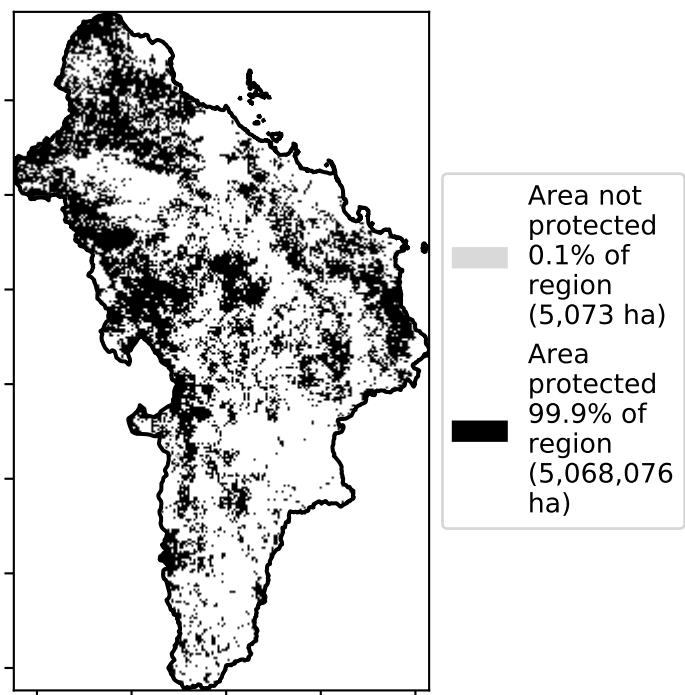 Area not
protected
0.1% of
region
(5,073 ha)
Area
protected
99.9% of
region
(5,068,076
ha)